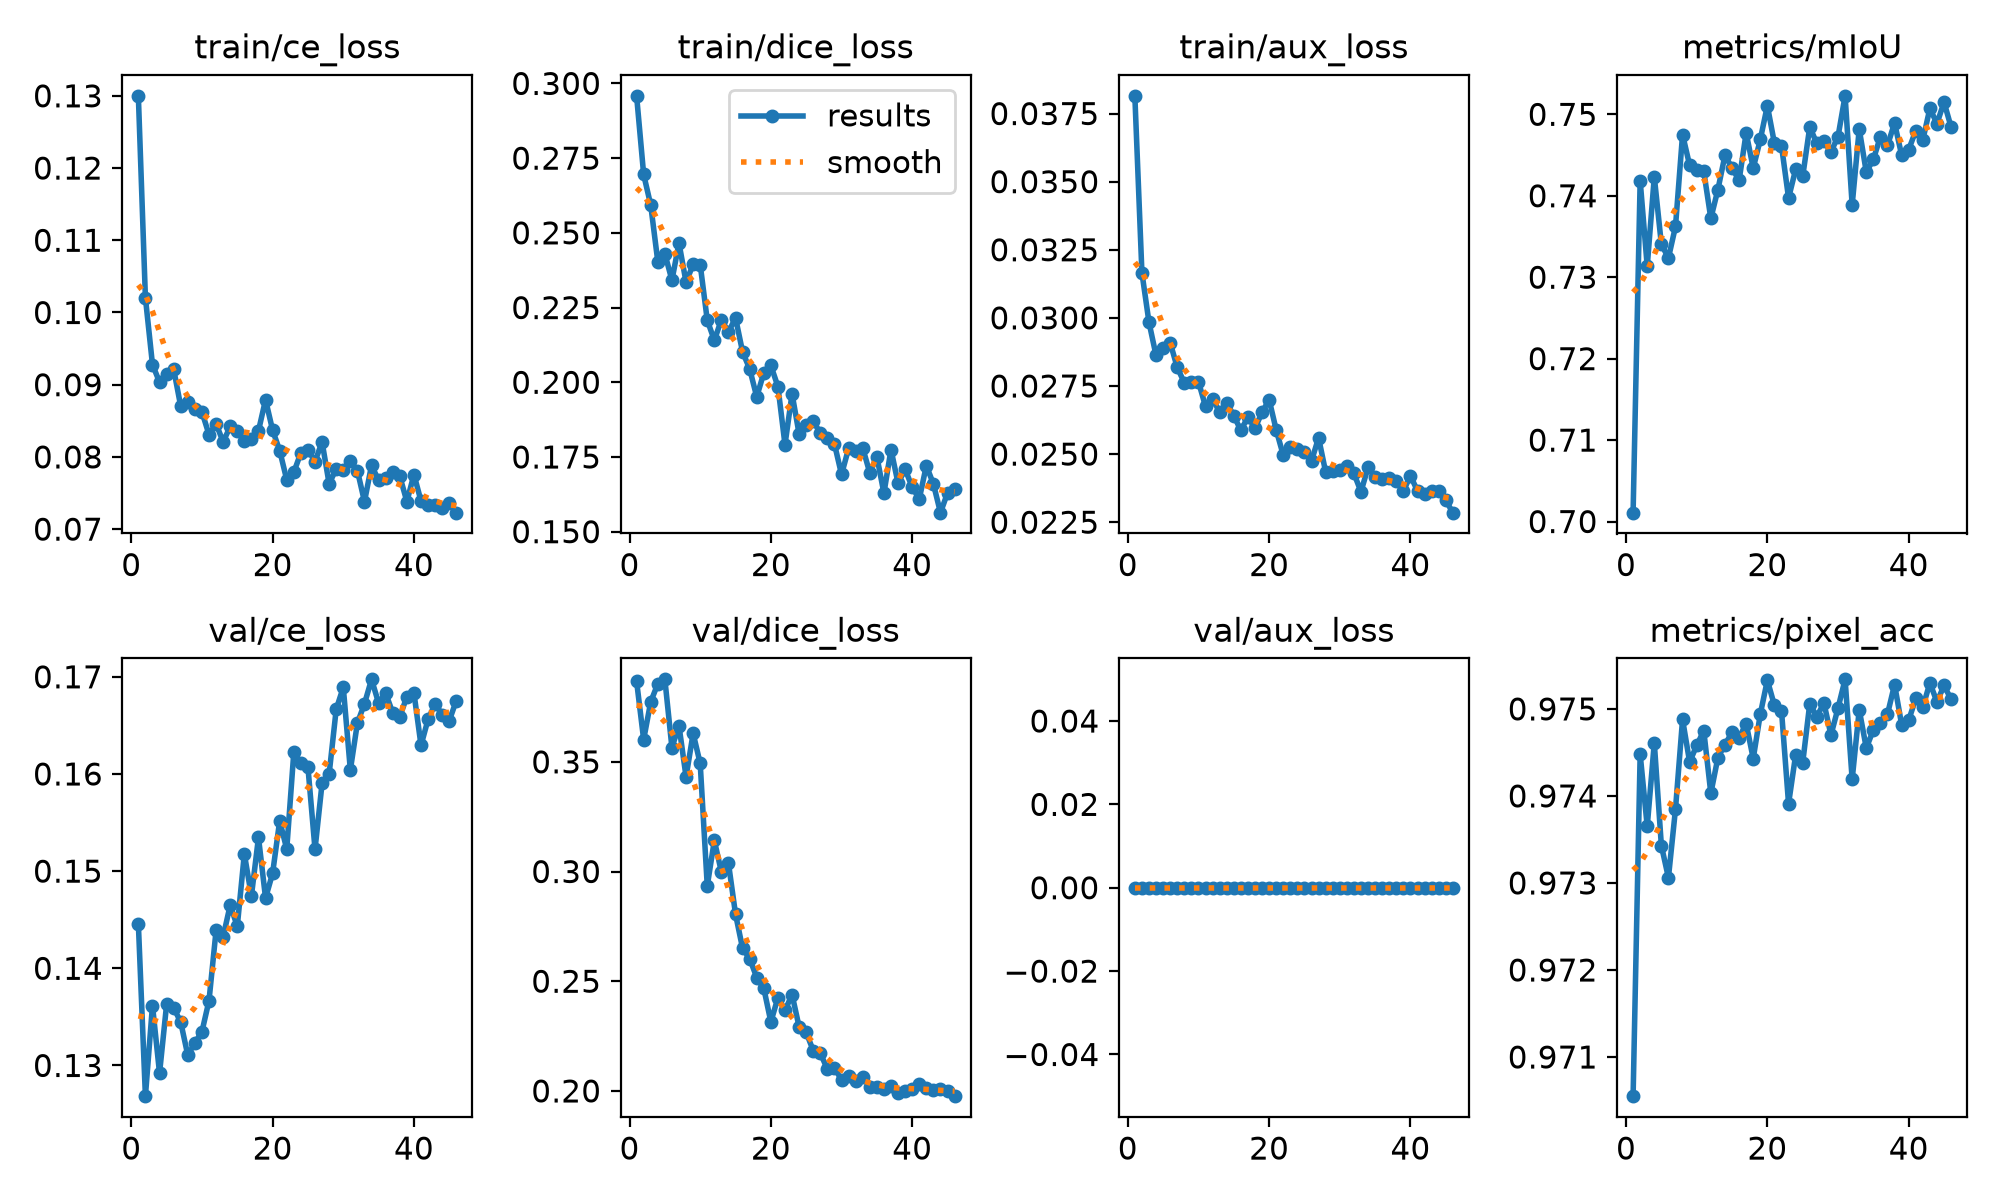 train/ce_loss
0.13
0.12
0.11
0.10
0.09
0.08
0.07
0 20 40
train/dice_loss
results
smooth
0.300
0.275
0.250
0.225
0.200
0.175
0.150
0 20 40
train/aux_loss
0.0375
0.0350
0.0325
0.0300
0.0275
0.0250
0.0225
0 20 40
metrics/mIoU
0.75
0.74
0.73
0.72
0.71
0.70
0 20 40
val/ce_loss
0.17
0.16
0.15
0.14
0.13
0 20 40
val/dice_loss
0.35
0.30
0.25
0.20
0 20 40
val/aux_loss
0.04
0.02
0.00
−0.02
−0.04
0 20 40
metrics/pixel_acc
0.975
0.974
0.973
0.972
0.971
0 20 40